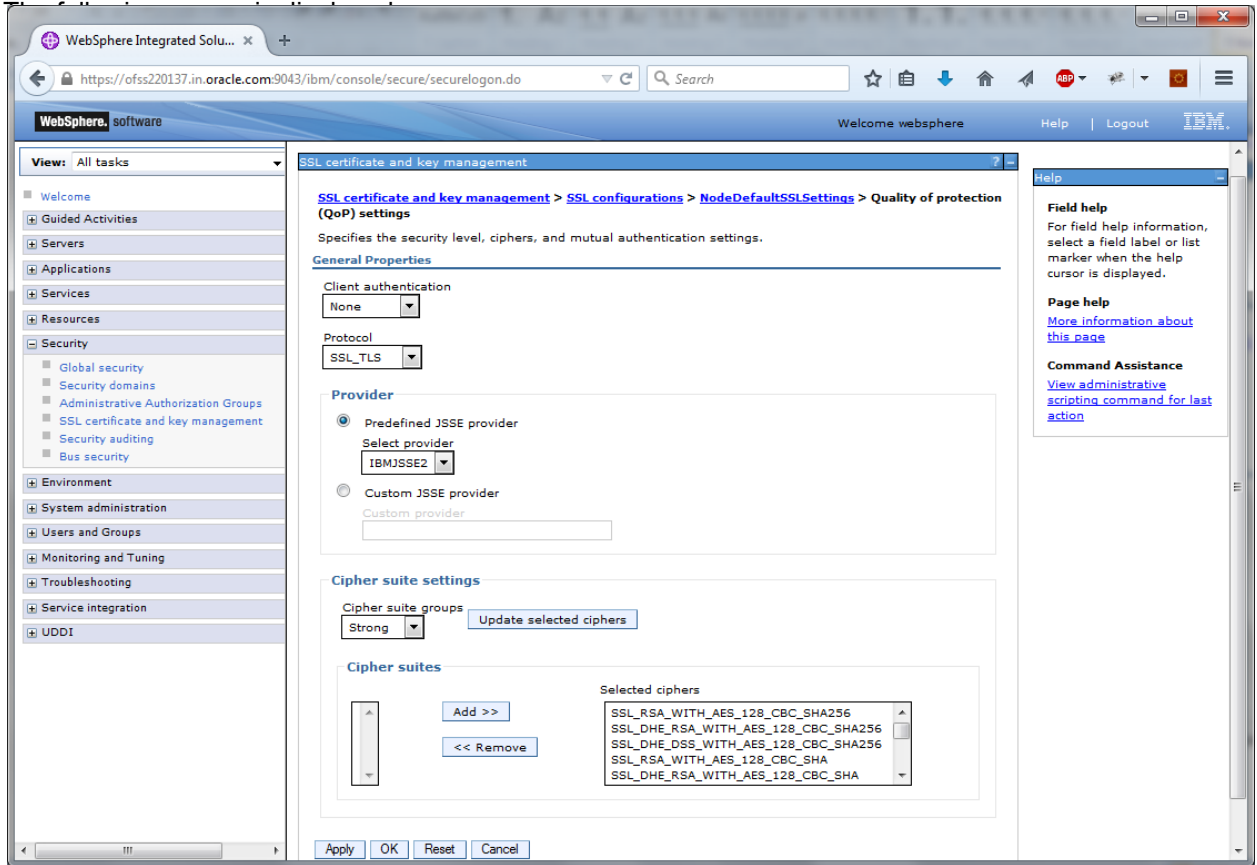 WebSphere Integrated Solu... × +
https://ofss220137.in.oracle.com:9043/ibm/console/secure/securelogon.do
Search
ABP
WebSphere. software
Welcome websphere
Help | Logout
IBM.
View: All tasks
Welcome
Guided Activities
Servers
Applications
Services
Resources
Security
Global security
Security domains
Administrative Authorization Groups
SSL certificate and key management
Security auditing
Bus security
Environment
System administration
Users and Groups
Monitoring and Tuning
Troubleshooting
Service integration
UDDI
SSL certificate and key management ? -
SSL certificate and key management > SSL configurations > NodeDefaultSSLSettings > Quality of protection
(QoP) settings
Specifies the security level, ciphers, and mutual authentication settings.
General Properties
Client authentication
None
Protocol
SSL_TLS
Provider
Predefined JSSE provider
Select provider
IBMJSSE2
Custom JSSE provider
Custom provider
Cipher suite settings
Cipher suite groups
Strong
Update selected ciphers
Cipher suites
Selected ciphers
Add >>
<< Remove
SSL_RSA_WITH_AES_128_CBC_SHA256
SSL_DHE_RSA_WITH_AES_128_CBC_SHA256
SSL_DHE_DSS_WITH_AES_128_CBC_SHA256
SSL_RSA_WITH_AES_128_CBC_SHA
SSL_DHE_RSA_WITH_AES_128_CBC_SHA
Apply OK Reset Cancel
Help
Field help
For field help information,
select a field label or list
marker when the help
cursor is displayed.
Page help
More information about
this page
Command Assistance
View administrative
scripting command for last
action